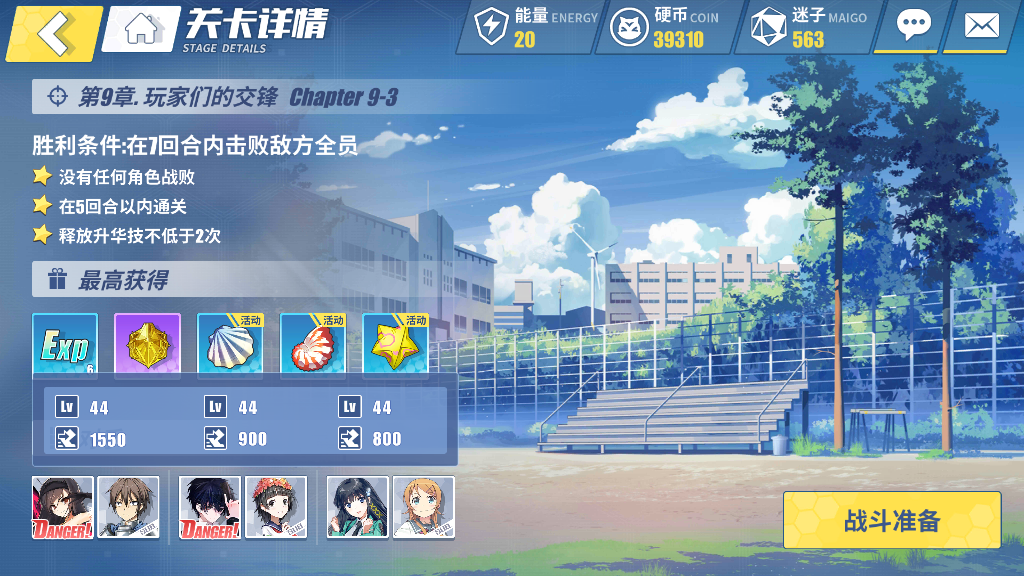 关卡详情
STAGE DETAILS
能量 ENERGY
20
硬币 COIN
39310
迷子 MAIGO
563
第9章. 玩家们的交锋 Chapter 9-3
胜利条件:在7回合内击败敌方全员
没有任何角色战败
在5回合以内通关
释放升华技不低于2次
最高获得
Exp
6
活动
活动
活动
Lv 44
Lv 44
Lv 44
1550
900
800
DANGER!
DANGER!
战斗准备